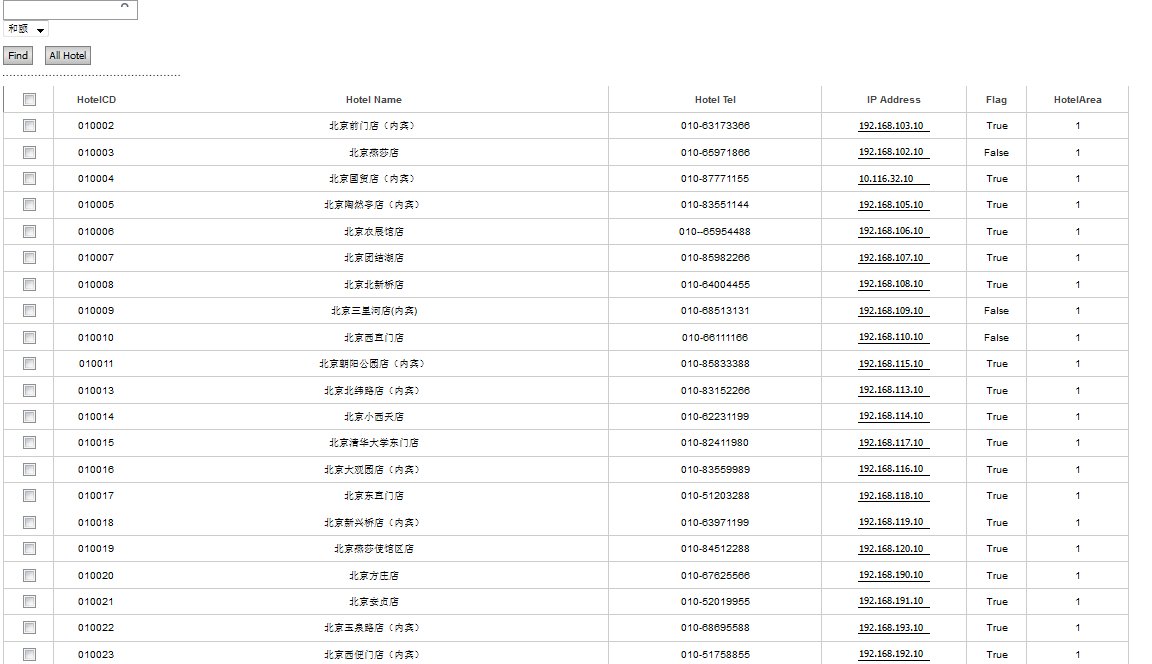 和颐
Find All Hotel
HotelCD Hotel Name Hotel Tel IP Address Flag HotelArea
010002 北京前门店（内宾） 010-63173366 192.168.103.10 True 1
010003 北京燕莎店 010-65971866 192.168.102.10 False 1
010004 北京国贸店（内宾） 010-87771155 10.116.32.10 True 1
010005 北京陶然亭店（内宾） 010-83551144 192.168.105.10 True 1
010006 北京农展馆店 010--65954488 192.168.106.10 True 1
010007 北京团结湖店 010-85982266 192.168.107.10 True 1
010008 北京北新桥店 010-64004455 192.168.108.10 True 1
010009 北京三里河店(内宾) 010-68513131 192.168.109.10 False 1
010010 北京西直门店 010-66111166 192.168.110.10 False 1
010011 北京朝阳公园店（内宾） 010-85833388 192.168.115.10 True 1
010013 北京北纬路店（内宾） 010-83152266 192.168.113.10 True 1
010014 北京小西天店 010-62231199 192.168.114.10 True 1
010015 北京清华大学东门店 010-82411980 192.168.117.10 True 1
010016 北京大观园店（内宾） 010-83559989 192.168.116.10 True 1
010017 北京东直门店 010-51203288 192.168.118.10 True 1
010018 北京新兴桥店（内宾） 010-63971199 192.168.119.10 True 1
010019 北京燕莎使馆区店 010-84512288 192.168.120.10 True 1
010020 北京方庄店 010-67625566 192.168.190.10 True 1
010021 北京安贞店 010-52019955 192.168.191.10 True 1
010022 北京玉泉路店（内宾） 010-68695588 192.168.193.10 True 1
010023 北京西便门店（内宾） 010-51758855 192.168.192.10 True 1